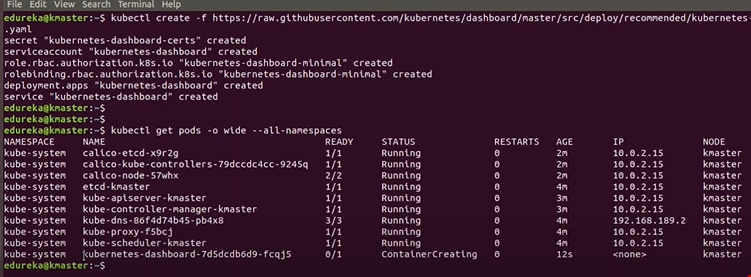 File Edit View Search Terminal Help
edureka@kmaster:~$ kubectl create -f https://raw.githubusercontent.com/kubernetes/dashboard/master/src/deploy/recommended/kubernetes-
.yaml
secret "kubernetes-dashboard-certs" created
serviceaccount "kubernetes-dashboard" created
role.rbac.authorization.k8s.io "kubernetes-dashboard-minimal" created
rolebinding.rbac.authorization.k8s.io "kubernetes-dashboard-minimal" created
deployment.apps "kubernetes-dashboard" created
service "kubernetes-dashboard" created
edureka@kmaster:~$
edureka@kmaster:~$
edureka@kmaster:~$ kubectl get pods -o wide --all-namespaces
NAMESPACE NAME READY STATUS RESTARTS AGE IP NODE
kube-system calico-etcd-x9r2g 1/1 Running 0 2m 10.0.2.15 kmaster
kube-system calico-kube-controllers-79dccdc4cc-9245q 1/1 Running 0 2m 10.0.2.15 kmaster
kube-system calico-node-57whx 2/2 Running 0 2m 10.0.2.15 kmaster
kube-system etcd-kmaster 1/1 Running 0 4m 10.0.2.15 kmaster
kube-system kube-apiserver-kmaster 1/1 Running 0 3m 10.0.2.15 kmaster
kube-system kube-controller-manager-kmaster 1/1 Running 0 3m 10.0.2.15 kmaster
kube-system kube-dns-86f4d74b45-pb4x8 3/3 Running 0 4m 192.168.189.2 kmaster
kube-system kube-proxy-f5bcj 1/1 Running 0 4m 10.0.2.15 kmaster
kube-system kube-scheduler-kmaster 1/1 Running 0 4m 10.0.2.15 kmaster
kube-system kubernetes-dashboard-7d5dcdb6d9-fcqj5 0/1 ContainerCreating 0 12s <none> kmaster
edureka@kmaster:~$